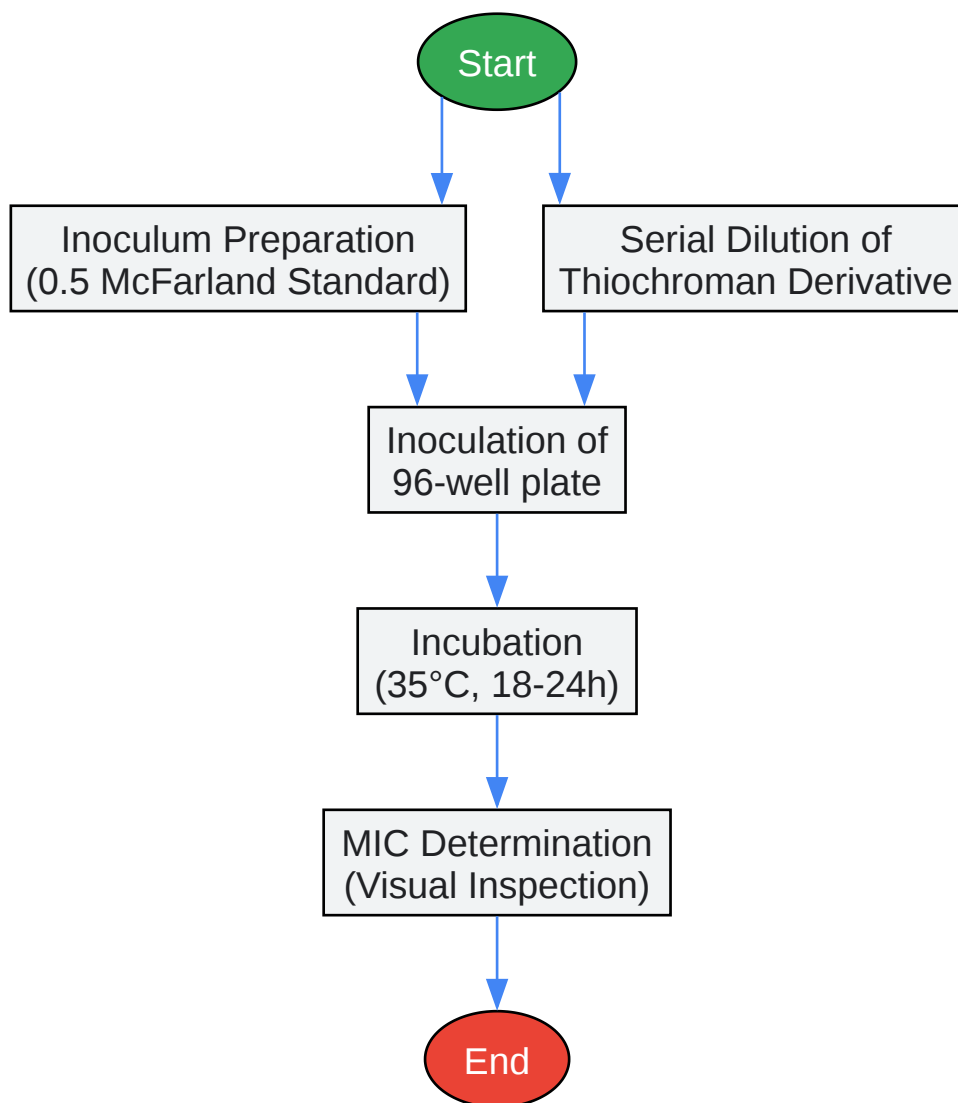 Start
Inoculum Preparation
(0.5 McFarland Standard)
Serial Dilution of
Thiochroman Derivative
Inoculation of
96-well plate
Incubation
(35°C, 18-24h)
MIC Determination
(Visual Inspection)
End